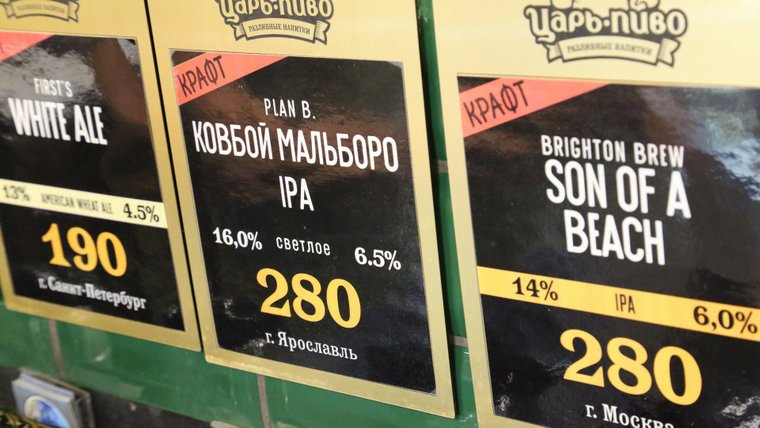 FIRST'S
WHITE ALE
13% AMERICAN WHEAT ALE 4.5%
190
г. Санкт-Петербург
Царь-пиво
РАЗЛИВНЫЕ НАПИТКИ
КРАФТ
PLAN B.
КОВБОЙ МАЛЬБОРО
IPA
16,0% светлое 6.5%
280
г. Ярославль
Царь-пиво
РАЗЛИВНЫЕ НАПИТКИ
КРАФТ
BRIGHTON BREW
SON OF A
BEACH
14% IPA 6,0%
280
г. Москва